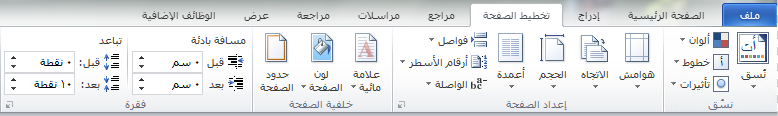 ملف الصفحة الرئيسية إدراج تخطيط الصفحة مراجع مراسلات مراجعة عرض الوظائف الإضافية
أت
نُسق
ألوان
خطوط
تأثيرات
نسّق
هوامش
الاتجاه
الحجم
أعمدة
فواصل
أرقام الأسطر
الواصلة
إعداد الصفحة
علامة مائية
لون الصفحة
حدود الصفحة
خلفية الصفحة
مسافة بادئة
قبل ٠ سم
بعد ٠ سم
تباعد
قبل: ٠ نقطة
بعد: ١٠ نقطة
فقرة